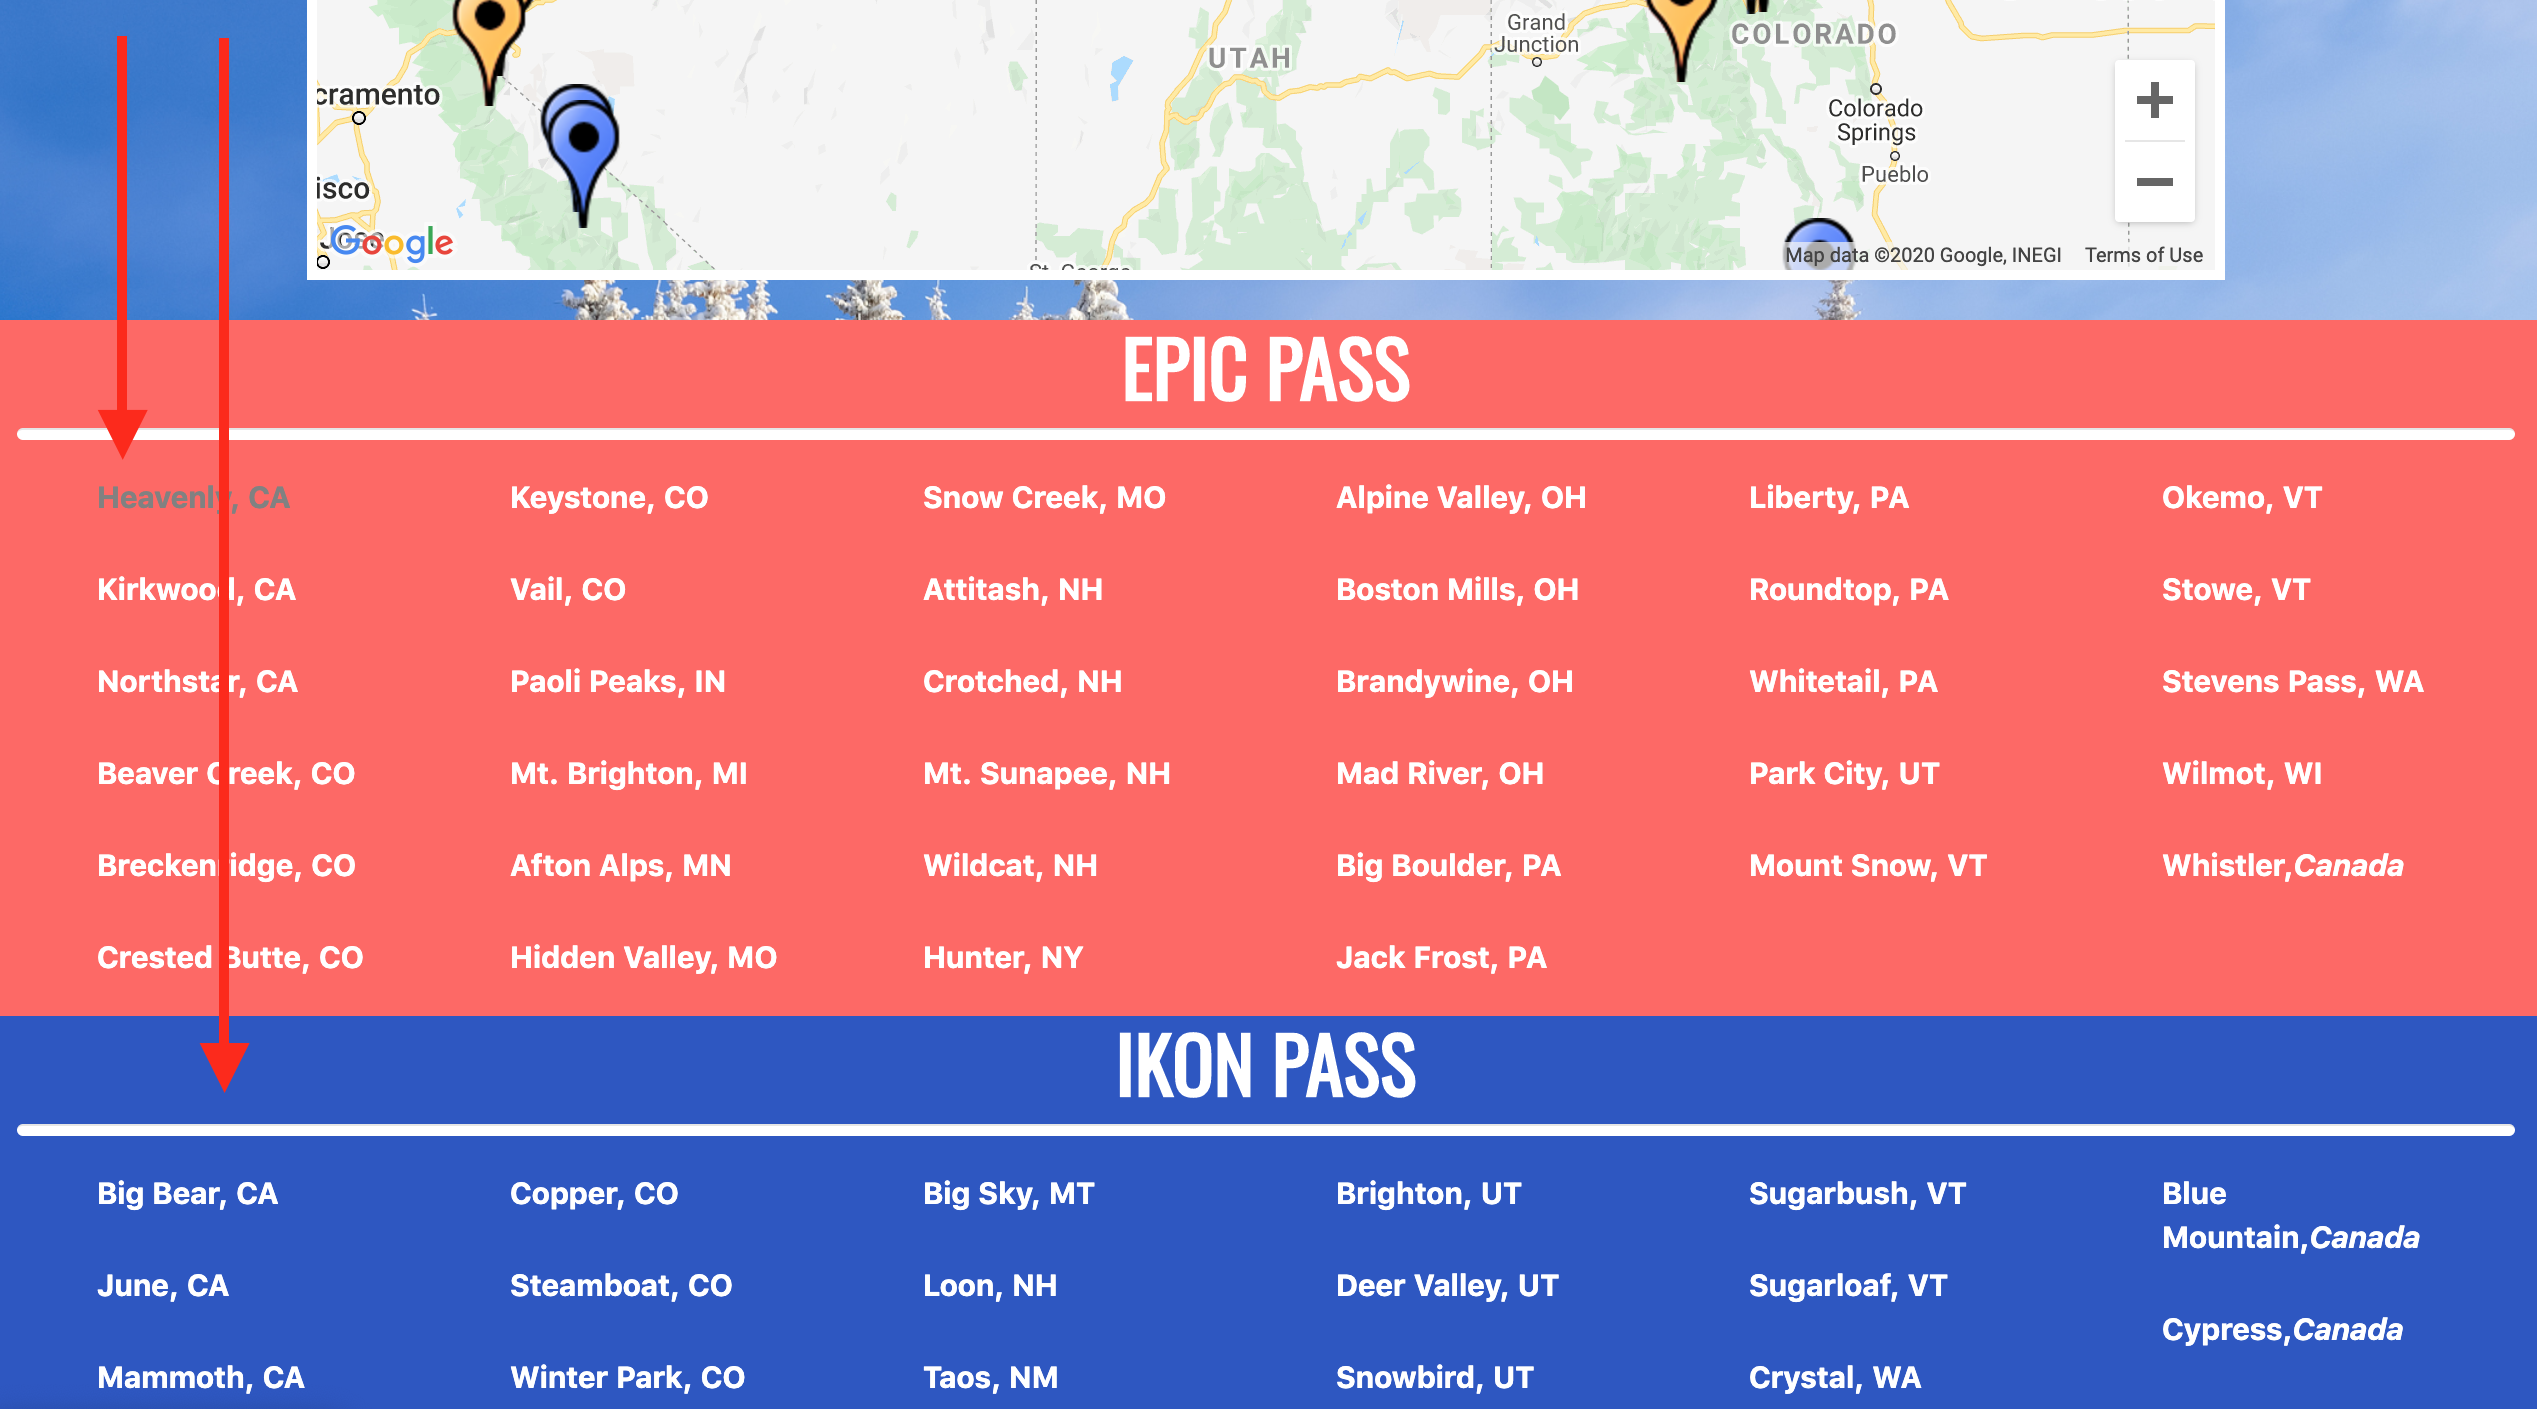 Grand
Junction
COLORADO
UTAH
cramento
Colorado
Springs
Pueblo
isco
Google
Map data ©2020 Google, INEGI Terms of Use
EPIC PASS
Heavenly, CA Keystone, CO Snow Creek, MO Alpine Valley, OH Liberty, PA Okemo, VT
Kirkwood, CA Vail, CO Attitash, NH Boston Mills, OH Roundtop, PA Stowe, VT
Northstar, CA Paoli Peaks, IN Crotched, NH Brandywine, OH Whitetail, PA Stevens Pass, WA
Beaver Creek, CO Mt. Brighton, MI Mt. Sunapee, NH Mad River, OH Park City, UT Wilmot, WI
Breckenridge, CO Afton Alps, MN Wildcat, NH Big Boulder, PA Mount Snow, VT Whistler,Canada
Crested Butte, CO Hidden Valley, MO Hunter, NY Jack Frost, PA
IKON PASS
Big Bear, CA Copper, CO Big Sky, MT Brighton, UT Sugarbush, VT Blue
Mountain,Canada
June, CA Steamboat, CO Loon, NH Deer Valley, UT Sugarloaf, VT
Cypress,Canada
Mammoth, CA Winter Park, CO Taos, NM Snowbird, UT Crystal, WA